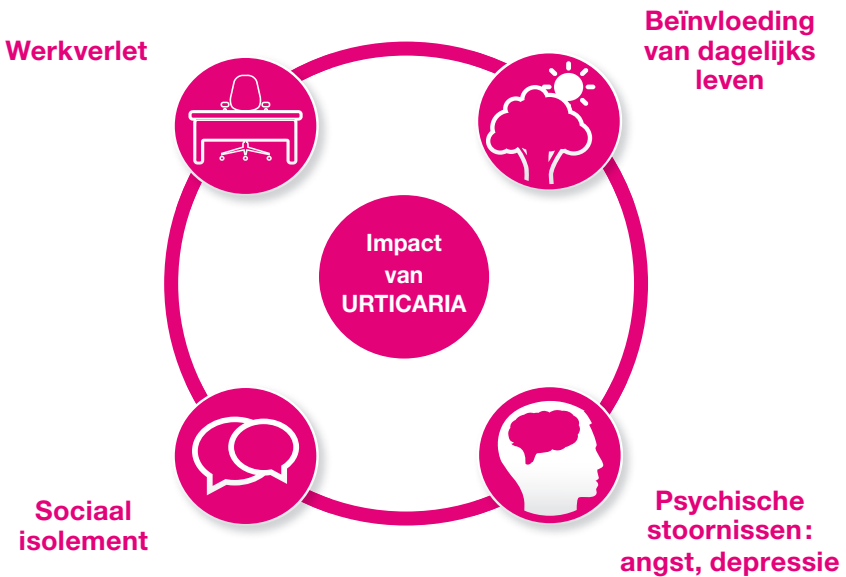 Werkverlet
Beïnvloeding
van dagelijks
leven
Impact
van
URTICARIA
Sociaal
isolement
Psychische
stoornissen:
angst, depressie